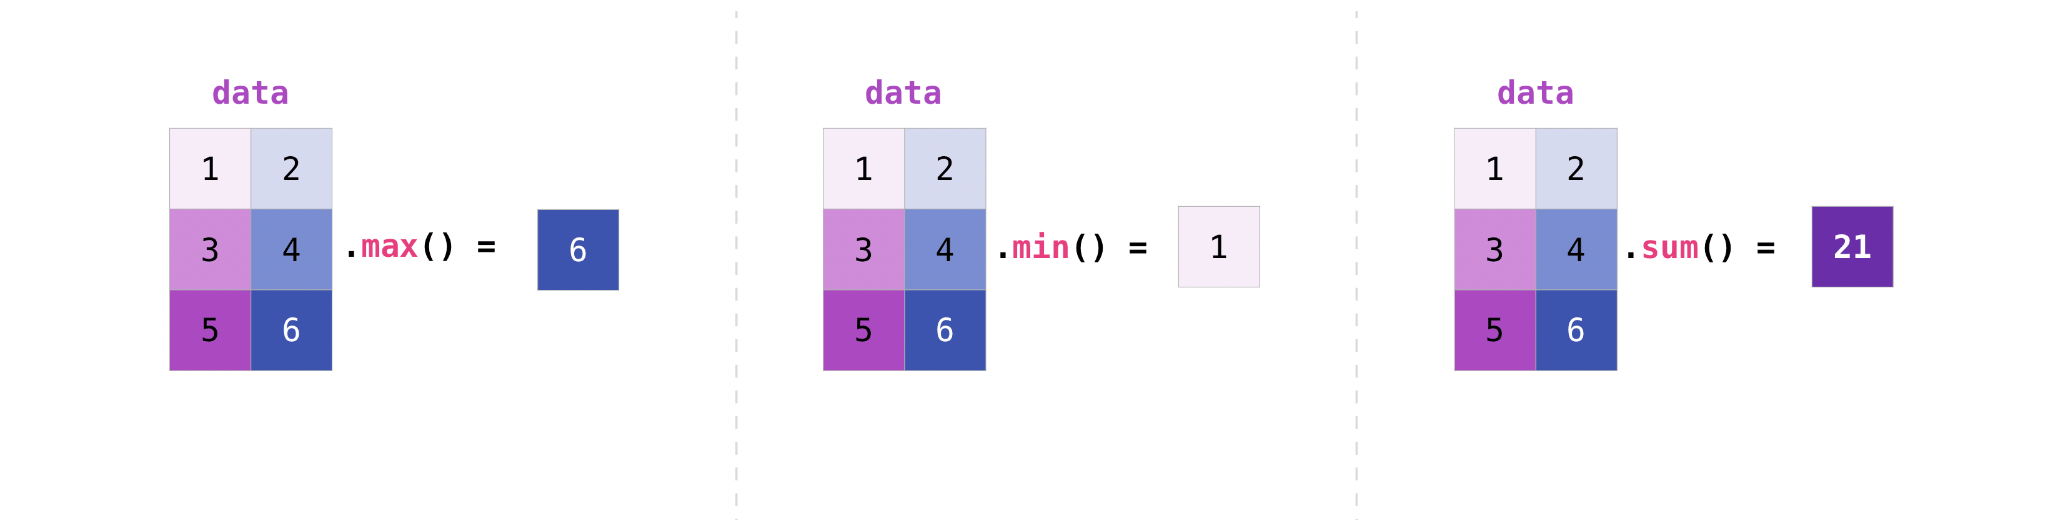 data
1 2
3 4 .max() = 6
5 6
data
1 2
3 4 .min() = 1
5 6
data
1 2
3 4 .sum() = 21
5 6